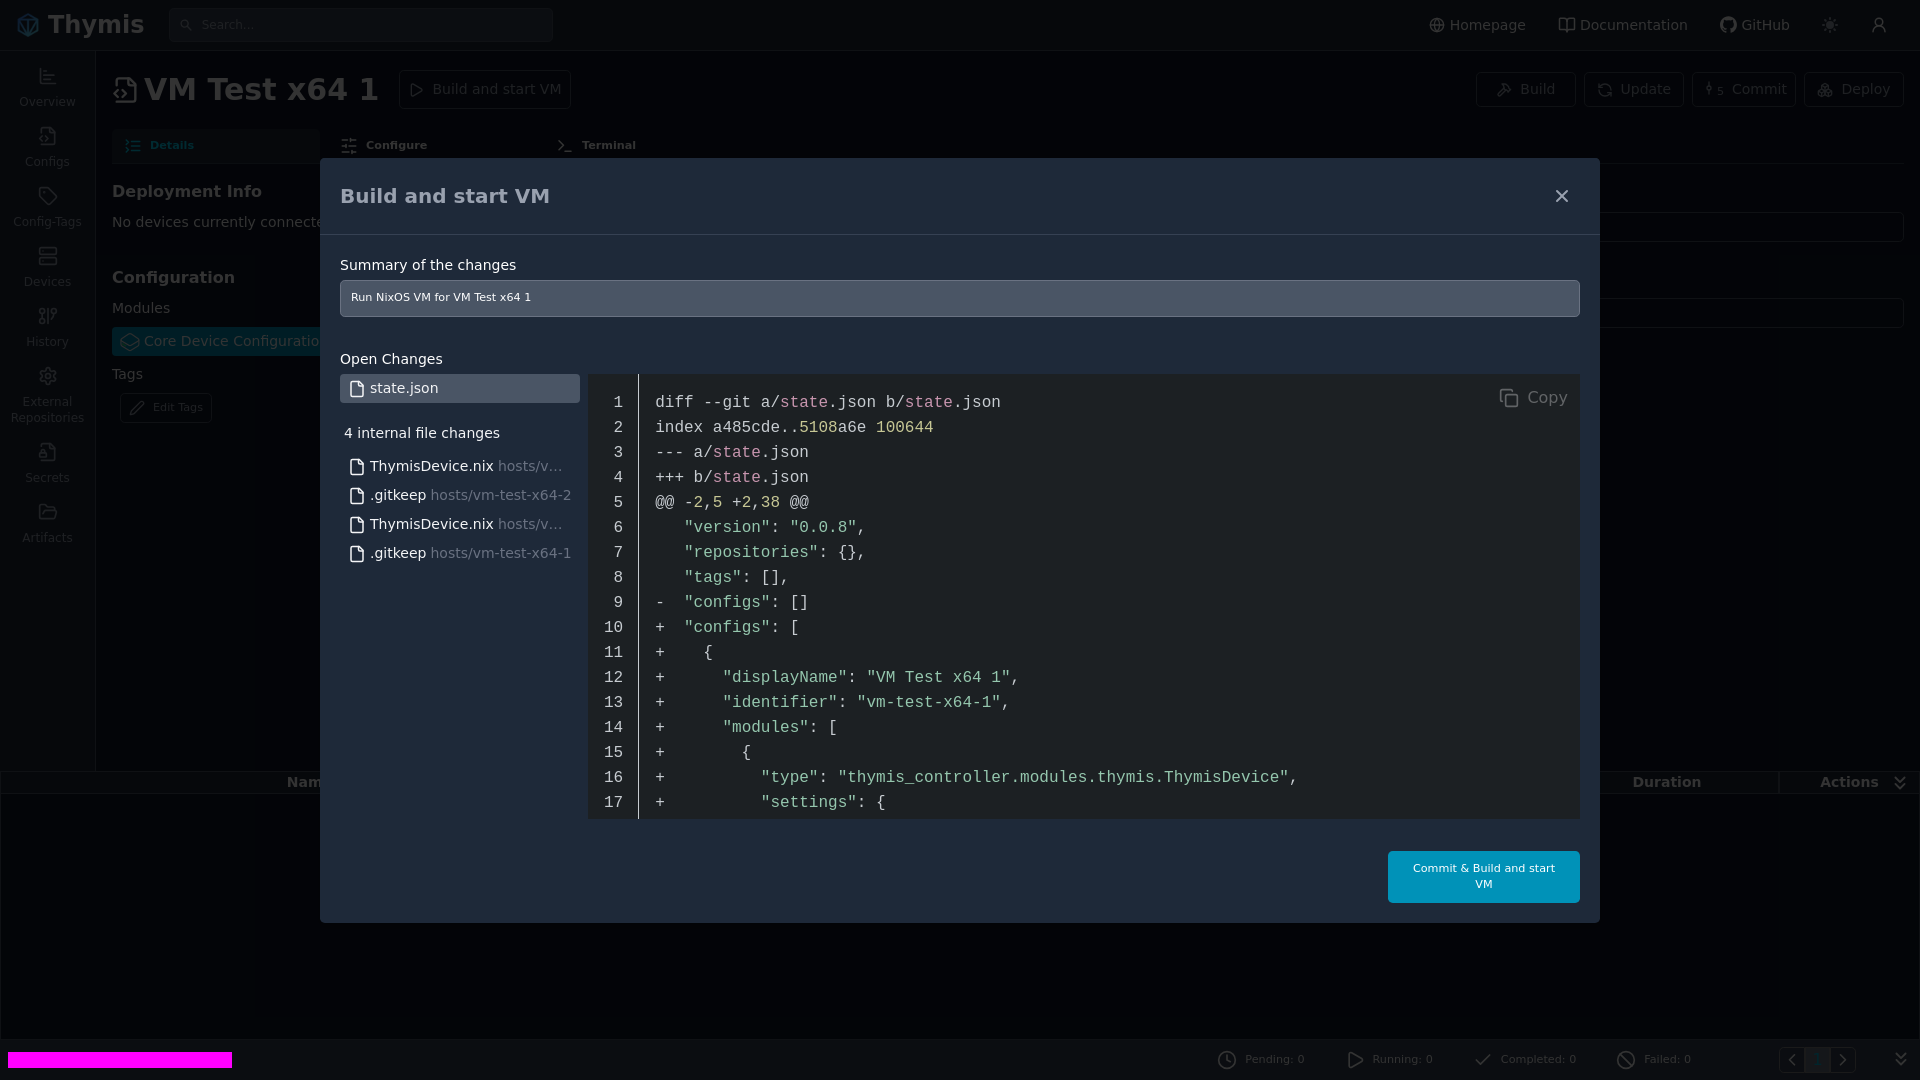 Thymis
Search...
Homepage
Documentation
GitHub
VM Test x64 1
Build and start VM
Build
Update
5 Commit
Deploy
Overview
Configs
Config-Tags
Devices
History
External
Repositories
Secrets
Artifacts
Details
Configure
Terminal
Deployment Info
No devices currently connecte
Configuration
Modules
Core Device Configuratio
Tags
Edit Tags
Build and start VM
Summary of the changes
Run NixOS VM for VM Test x64 1
Open Changes
state.json
4 internal file changes
ThymisDevice.nix hosts/v...
.gitkeep hosts/vm-test-x64-2
ThymisDevice.nix hosts/v...
.gitkeep hosts/vm-test-x64-1
Copy
1 diff --git a/state.json b/state.json
2 index a485cde..5108a6e 100644
3 --- a/state.json
4 +++ b/state.json
5 @@ -2,5 +2,38 @@
6    "version": "0.0.8",
7    "repositories": {},
8    "tags": [],
9 -  "configs": []
10 +  "configs": [
11 +    {
12 +      "displayName": "VM Test x64 1",
13 +      "identifier": "vm-test-x64-1",
14 +      "modules": [
15 +        {
16 +          "type": "thymis_controller.modules.thymis.ThymisDevice",
17 +          "settings": {
Commit & Build and start
VM
Nam
Duration
Actions
Pending: 0
Running: 0
Completed: 0
Failed: 0